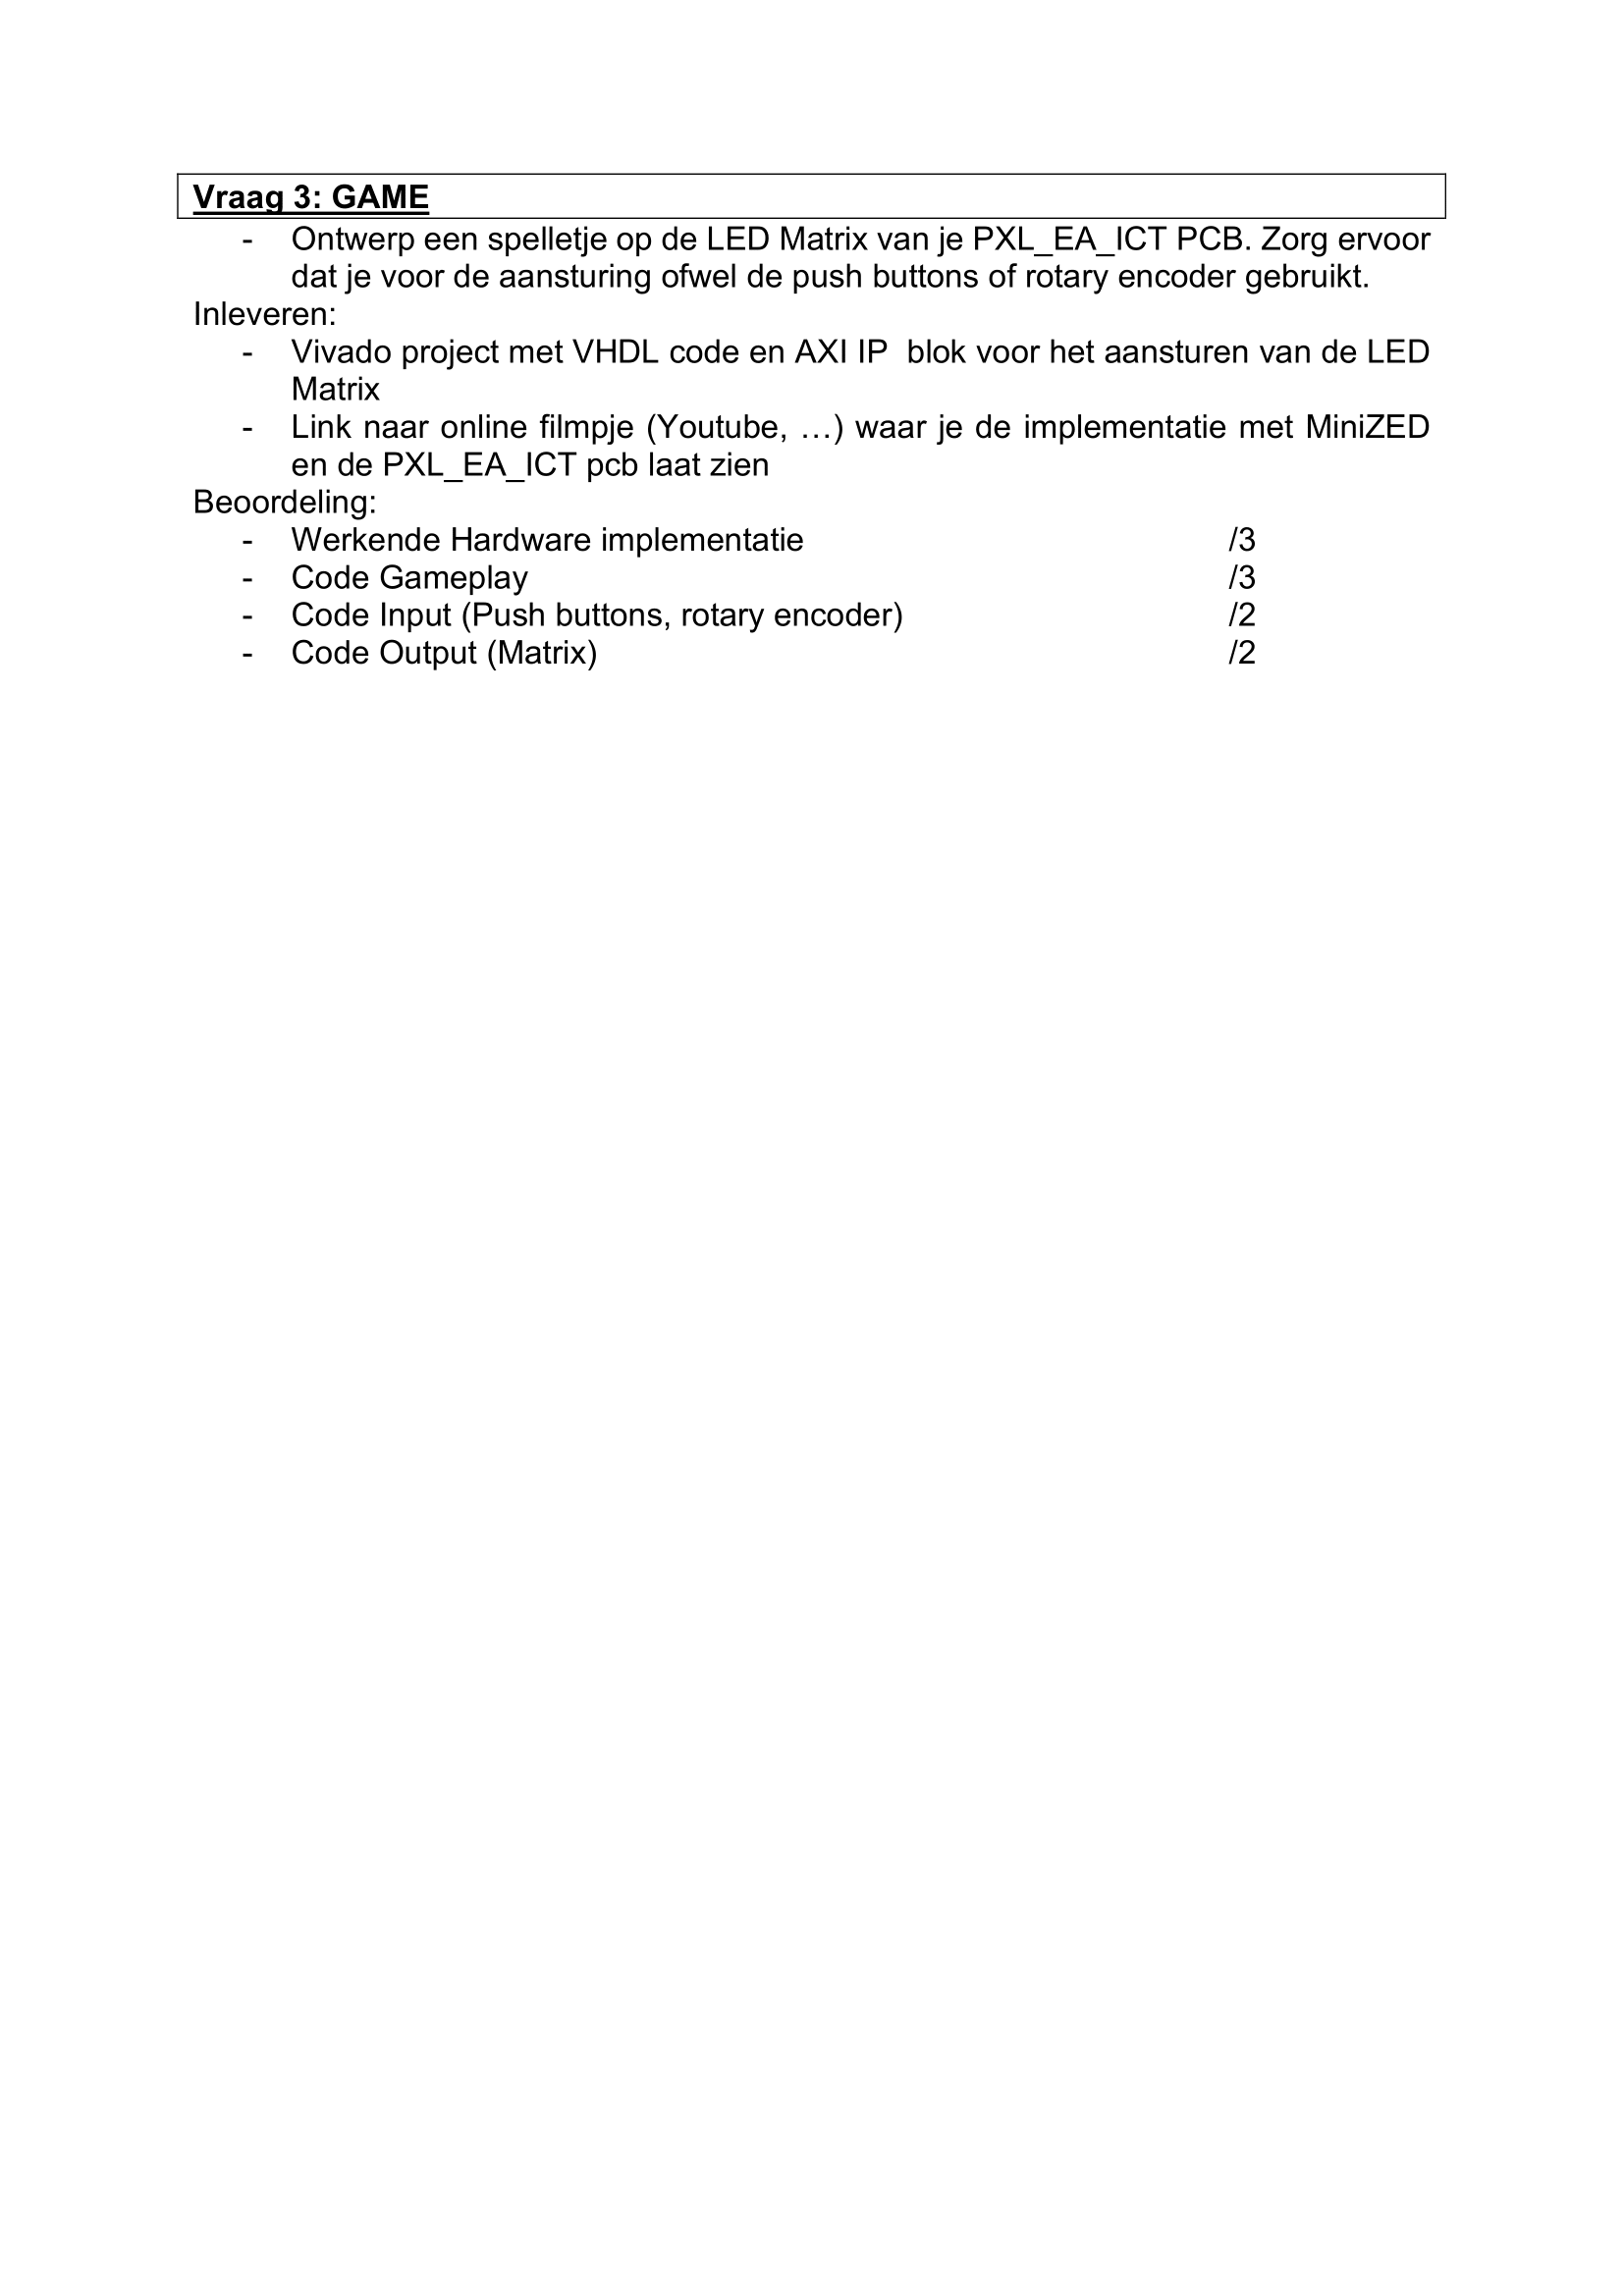 Vraag 3: GAME
- Ontwerp een spelletje op de LED Matrix van je PXL_EA_ICT PCB. Zorg ervoor
dat je voor de aansturing ofwel de push buttons of rotary encoder gebruikt.
Inleveren:
- Vivado project met VHDL code en AXI IP  blok voor het aansturen van de LED
Matrix
- Link naar online filmpje (Youtube, …) waar je de implementatie met MiniZED
en de PXL_EA_ICT pcb laat zien
Beoordeling:
- Werkende Hardware implementatie /3
- Code Gameplay /3
- Code Input (Push buttons, rotary encoder) /2
- Code Output (Matrix) /2